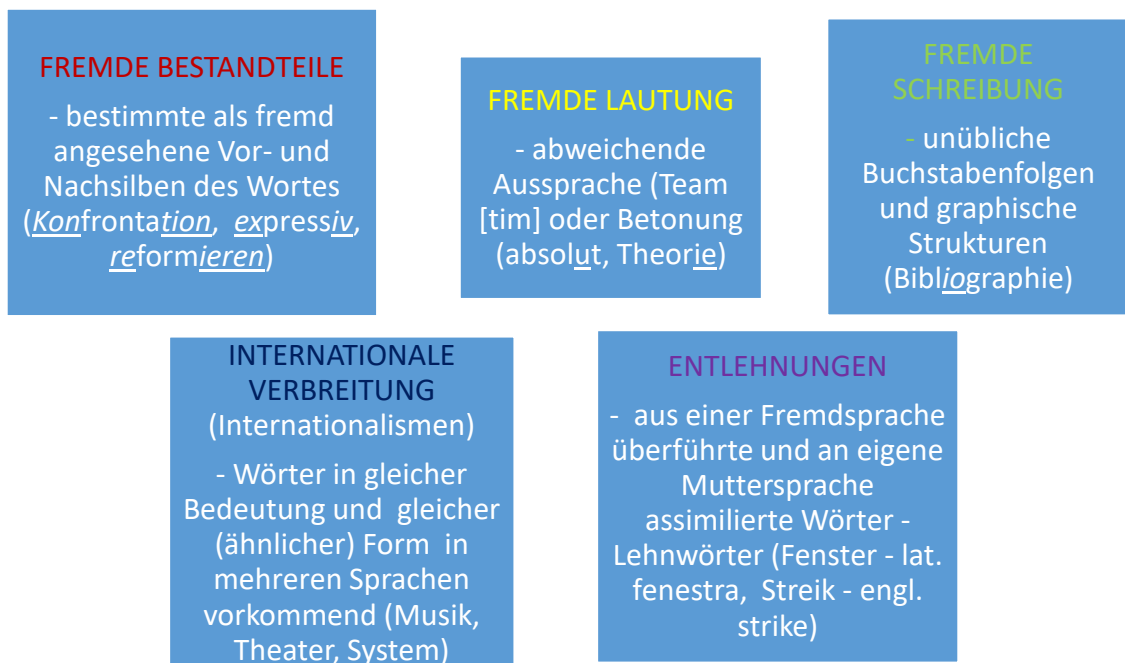 FREMDE BESTANDTEILE
- bestimmte als fremd
angesehene Vor- und
Nachsilben des Wortes
(Konfrontation, expressiv,
reformieren)
FREMDE LAUTUNG
- abweichende
Aussprache (Team
[tim] oder Betonung
(absolut, Theorie)
FREMDE
SCHREIBUNG
- unübliche
Buchstabenfolgen
und graphische
Strukturen
(Bibliographie)
INTERNATIONALE
VERBREITUNG
(Internationalismen)
- Wörter in gleicher
Bedeutung und gleicher
(ähnlicher) Form in
mehreren Sprachen
vorkommend (Musik,
Theater, System)
ENTLEHNUNGEN
- aus einer Fremdsprache
überführte und an eigene
Muttersprache
assimilierte Wörter -
Lehnwörter (Fenster - lat.
fenestra, Streik - engl.
strike)